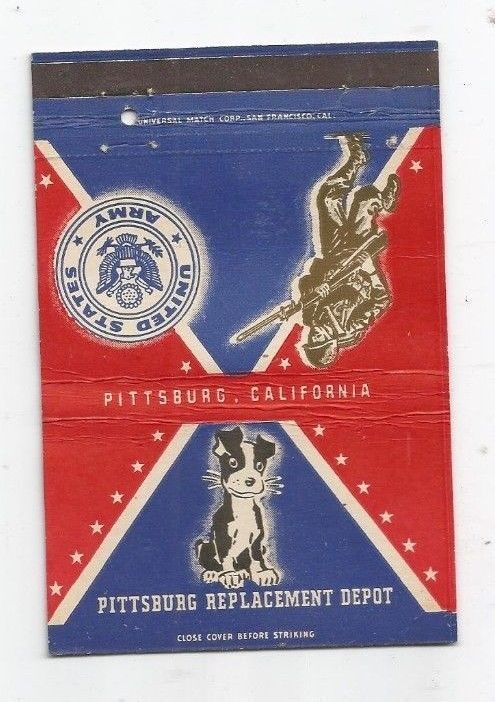 UNIVERSAL MATCH CORP.-SAN FRANCISCO, CAL.
UNITED STATES
ARMY
PITTSBURG, CALIFORNIA
PITTSBURG REPLACEMENT DEPOT
CLOSE COVER BEFORE STRIKING